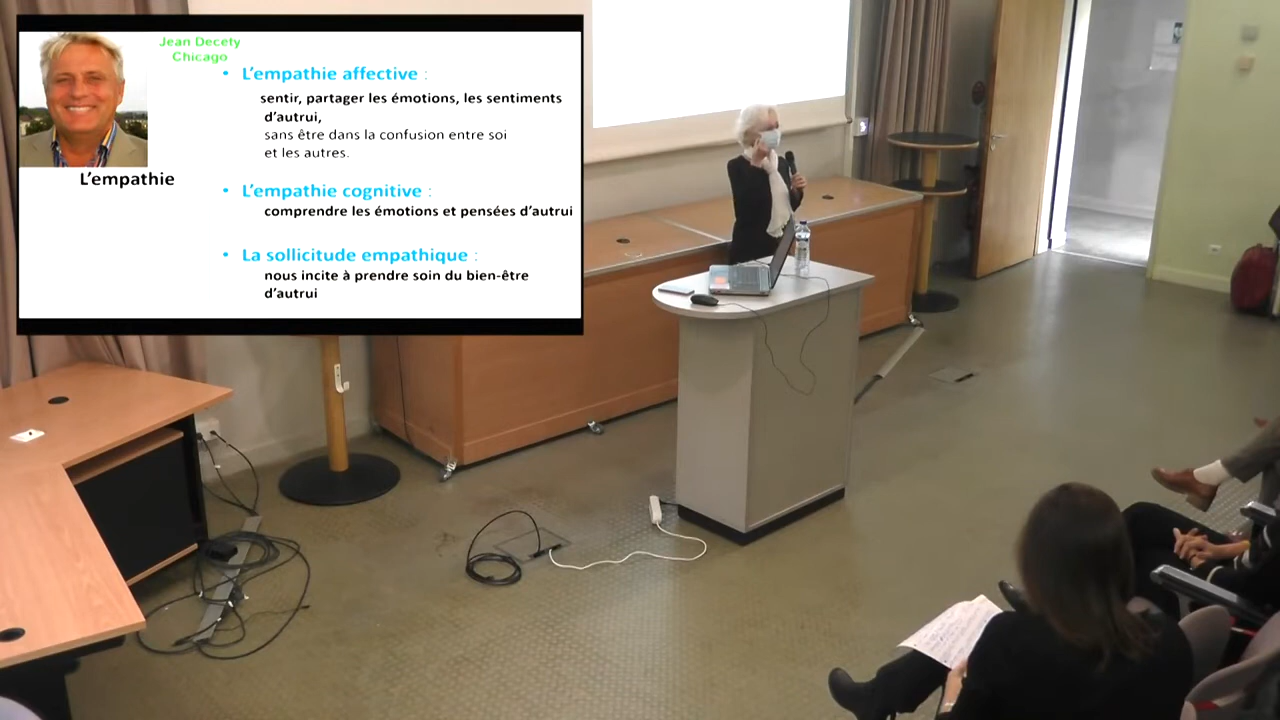 Jean Decety
Chicago
• L'empathie affective :
sentir, partager les émotions, les sentiments
d'autrui,
sans être dans la confusion entre soi
et les autres.
L'empathie
• L'empathie cognitive :
comprendre les émotions et pensées d'autrui
• La sollicitude empathique :
nous incite à prendre soin du bien-être
d'autrui